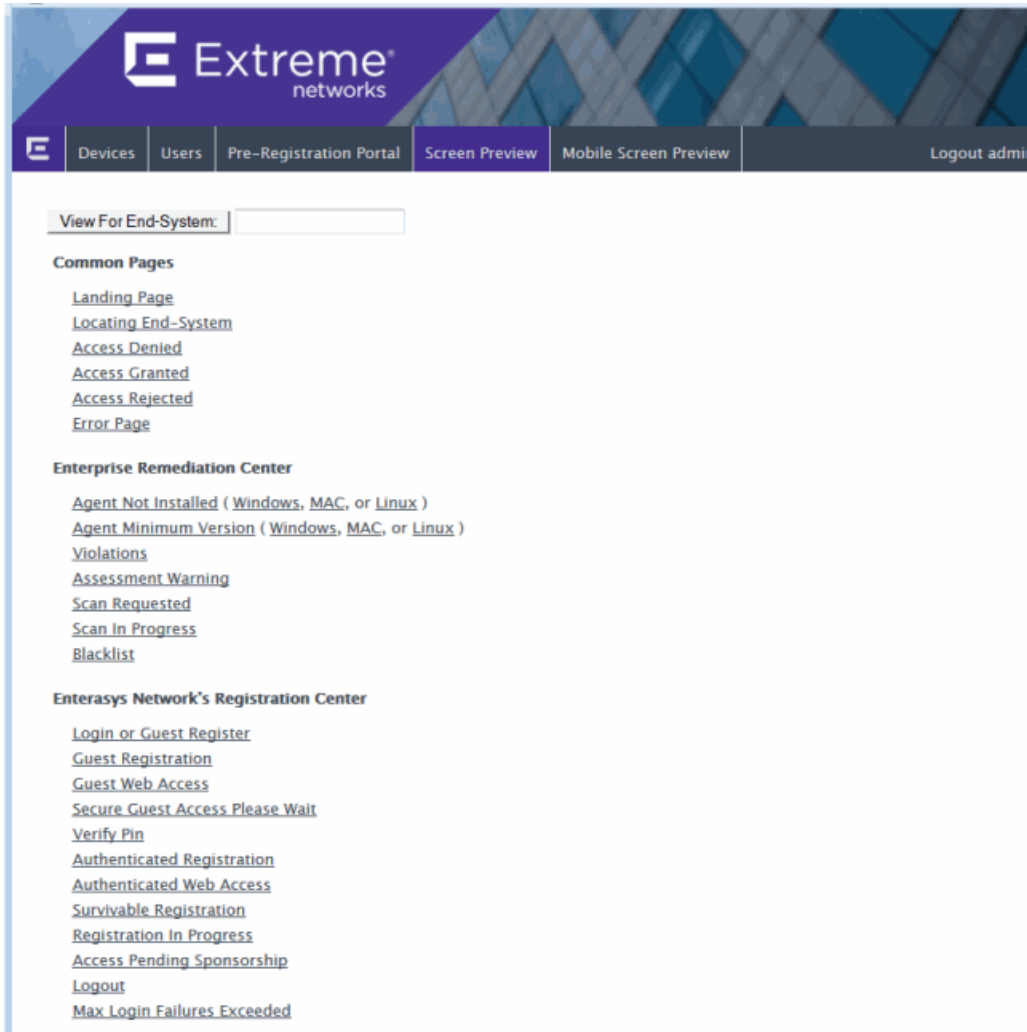 Extreme
networks
Devices Users Pre-Registration Portal Screen Preview Mobile Screen Preview Logout admi
View For End-System:
Common Pages
Landing Page
Locating End-System
Access Denied
Access Granted
Access Rejected
Error Page
Enterprise Remediation Center
Agent Not Installed ( Windows, MAC, or Linux )
Agent Minimum Version ( Windows, MAC, or Linux )
Violations
Assessment Warning
Scan Requested
Scan In Progress
Blacklist
Enterasys Network's Registration Center
Login or Guest Register
Guest Registration
Guest Web Access
Secure Guest Access Please Wait
Verify Pin
Authenticated Registration
Authenticated Web Access
Survivable Registration
Registration In Progress
Access Pending Sponsorship
Logout
Max Login Failures Exceeded